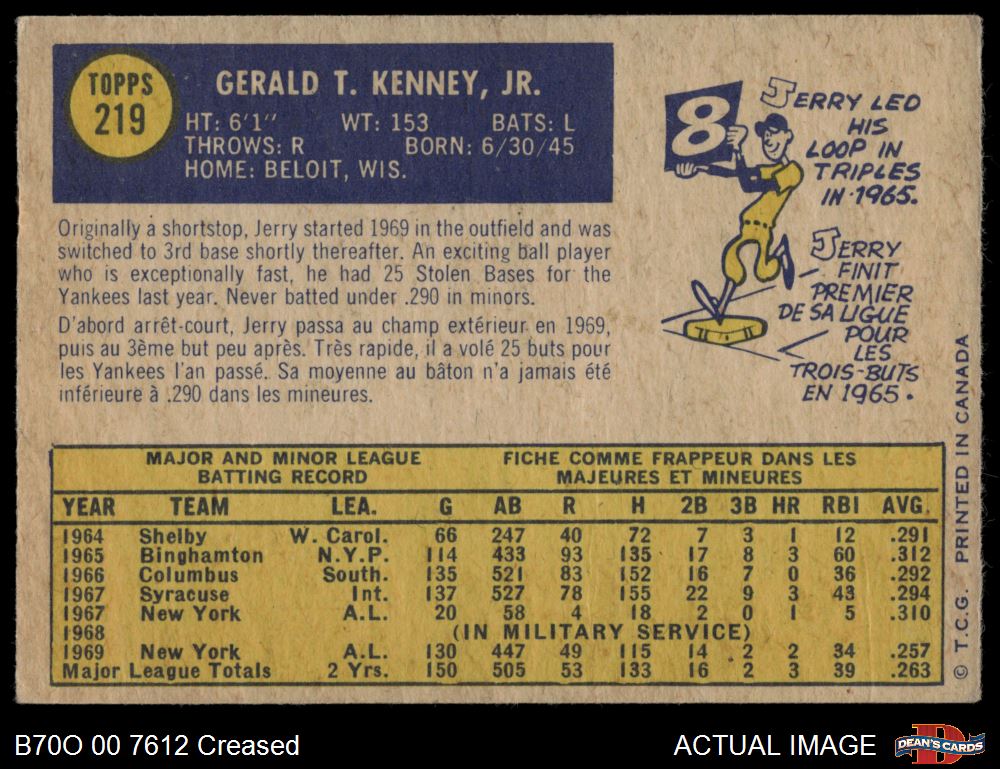 TOPPS
219
GERALD T. KENNEY, JR.
HT: 6'1" WT: 153 BATS: L
THROWS: R BORN: 6/30/45
HOME: BELOIT, WIS.
Originally a shortstop, Jerry started 1969 in the outfield and was
switched to 3rd base shortly thereafter. An exciting ball player
who is exceptionally fast, he had 25 Stolen Bases for the
Yankees last year. Never batted under .290 in minors.
D'abord arrêt-court, Jerry passa au champ extérieur en 1969,
puis au 3ème but peu après. Très rapide, il a volé 25 buts pour
les Yankees l'an passé. Sa moyenne au bâton n'a jamais été
inférieure à .290 dans les mineures.
8
JERRY LED
HIS
LOOP IN
TRIPLES
IN 1965.
JERRY
FINIT
PREMIER
DE SA LIGUE
POUR
LES
TROIS-BUTS
EN 1965.
MAJOR AND MINOR LEAGUE
BATTING RECORD
FICHE COMME FRAPPEUR DANS LES
MAJEURES ET MINEURES
YEAR TEAM LEA. G AB R H 2B 3B HR RBI AVG.
1964 Shelby W. Carol. 66 247 40 72 7 3 1 12 .291
1965 Binghamton N.Y.P. 114 433 93 135 17 8 3 60 .312
1966 Columbus South. 135 521 83 152 16 7 0 36 .292
1967 Syracuse Int. 137 527 78 155 22 9 3 43 .294
1967 New York A.L. 20 58 4 18 2 0 1 5 .310
1968 (IN MILITARY SERVICE)
1969 New York A.L. 130 447 49 115 14 2 2 34 .257
Major League Totals 2 Yrs. 150 505 53 133 16 2 3 39 .263
© T.C.G. PRINTED IN CANADA
B70O 00 7612 Creased
ACTUAL IMAGE
D
DEAN'S CARDS